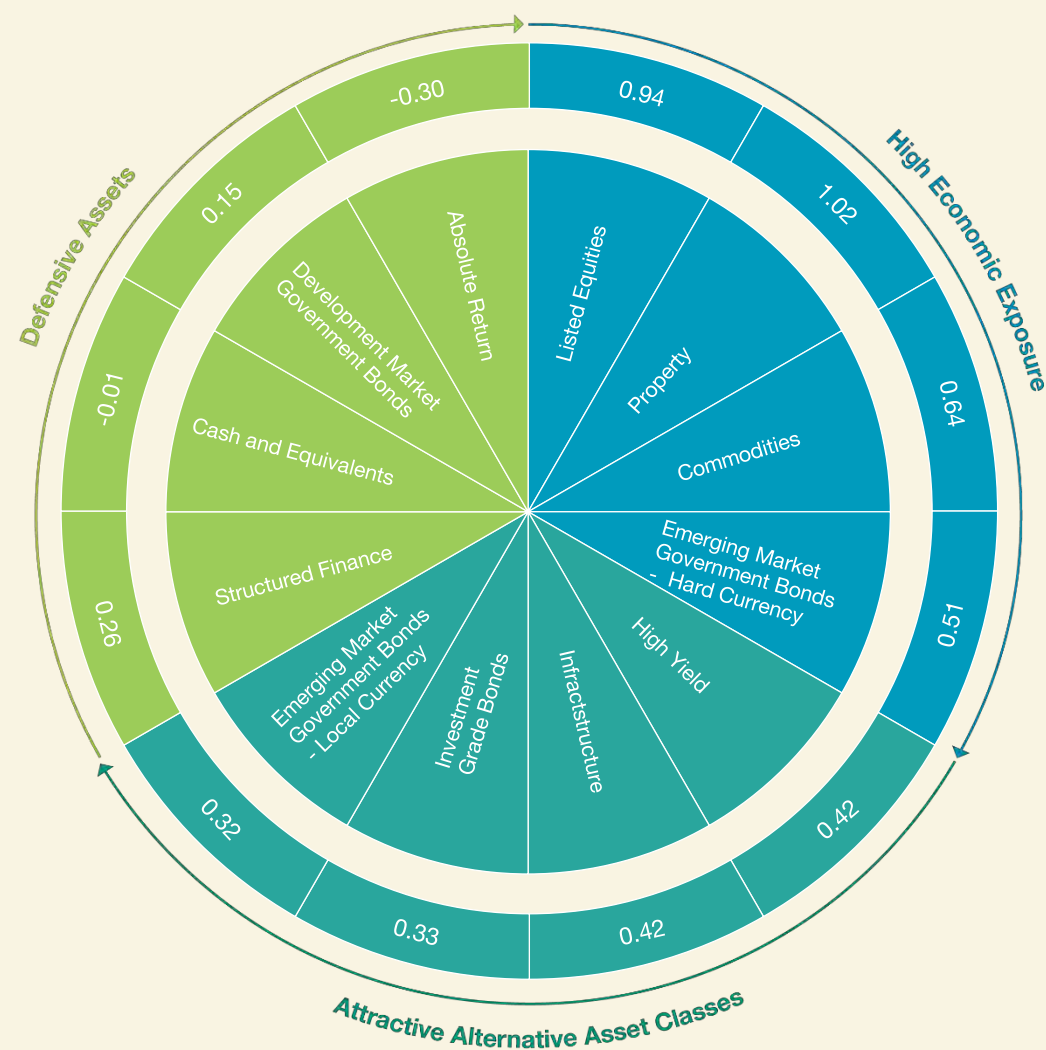 High Economic Exposure
0.94
Listed Equities
1.02
Property
0.64
Commodities
0.51
Emerging Market
Government Bonds
- Hard Currency
Attractive Alternative Asset Classes
0.42
High Yield
0.42
Infractstructure
0.33
Investment
Grade Bonds
0.32
Emerging Market
Government Bonds
- Local Currency
Defensive Assets
0.26
Structured Finance
-0.01
Cash and Equivalents
0.15
Development Market
Government Bonds
-0.30
Absolute Return